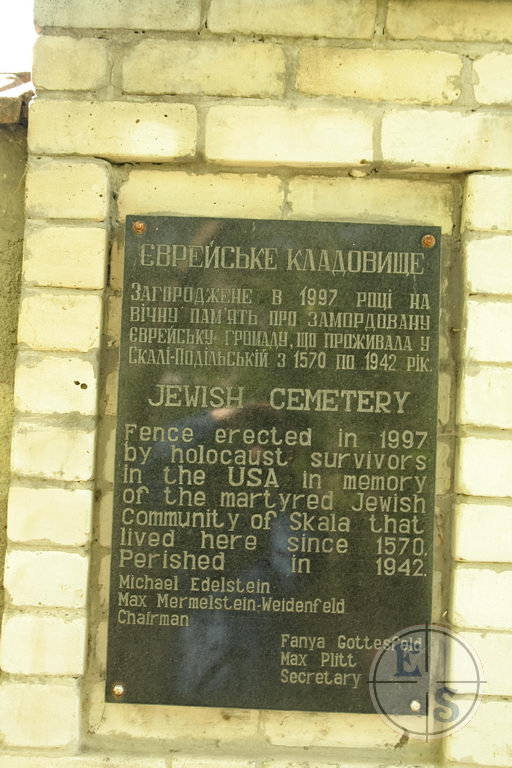 ЄВРЕЙСЬКЕ КЛАДОВИЩЕ
ЗАГОРОДЖЕНЕ В 1997 РОЦІ НА
ВІЧНУ ПАМ'ЯТЬ ПРО ЗАМОРДОВАНУ
ЄВРЕЙСЬКУ ГРОМАДУ, ЩО ПРОЖИВАЛА У
СКАЛІ-ПОДІЛЬСЬКІЙ З 1570 ПО 1942 РІК.
JEWISH CEMETERY
Fence erected in 1997
by holocaust survivors
in the USA in memory
of the martyred Jewish
Community of Skala that
lived here since 1570.
Perished in 1942.
Michael Edelstein
Max Mermelstein-Weidenfeld
Chairman
Fanya Gottesfeld
Max Plitt
Secretary
E
S